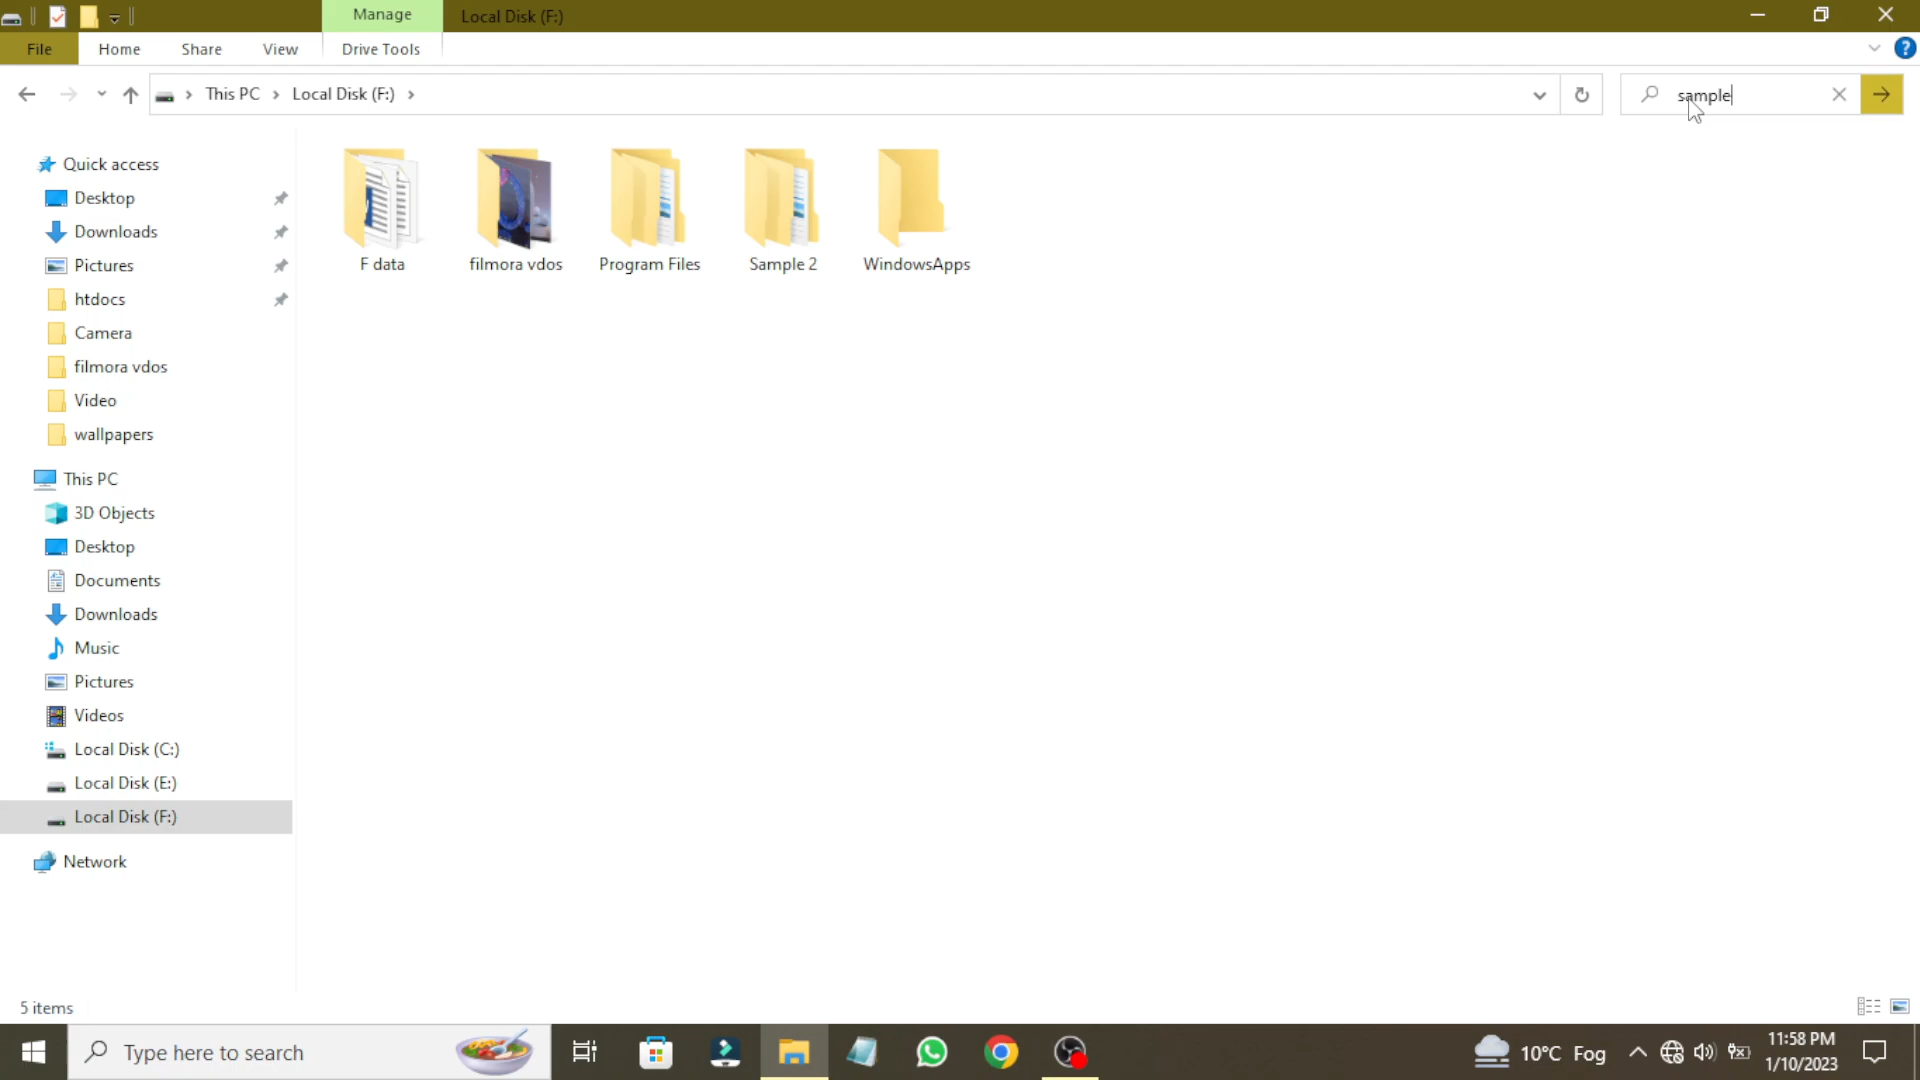 Manage
Local Disk (F:)
File
Home
Share
View
Drive Tools
?
This PC
Local Disk (F:)
sample
Quick access
Desktop
Downloads
Pictures
htdocs
Camera
filmora vdos
Video
wallpapers
This PC
3D Objects
Desktop
Documents
Downloads
Music
Pictures
Videos
Local Disk (C:)
Local Disk (E:)
Local Disk (F:)
Network
F data
filmora vdos
Program Files
Sample 2
WindowsApps
5 items
Type here to search
10°C Fog
11:58 PM
1/10/2023